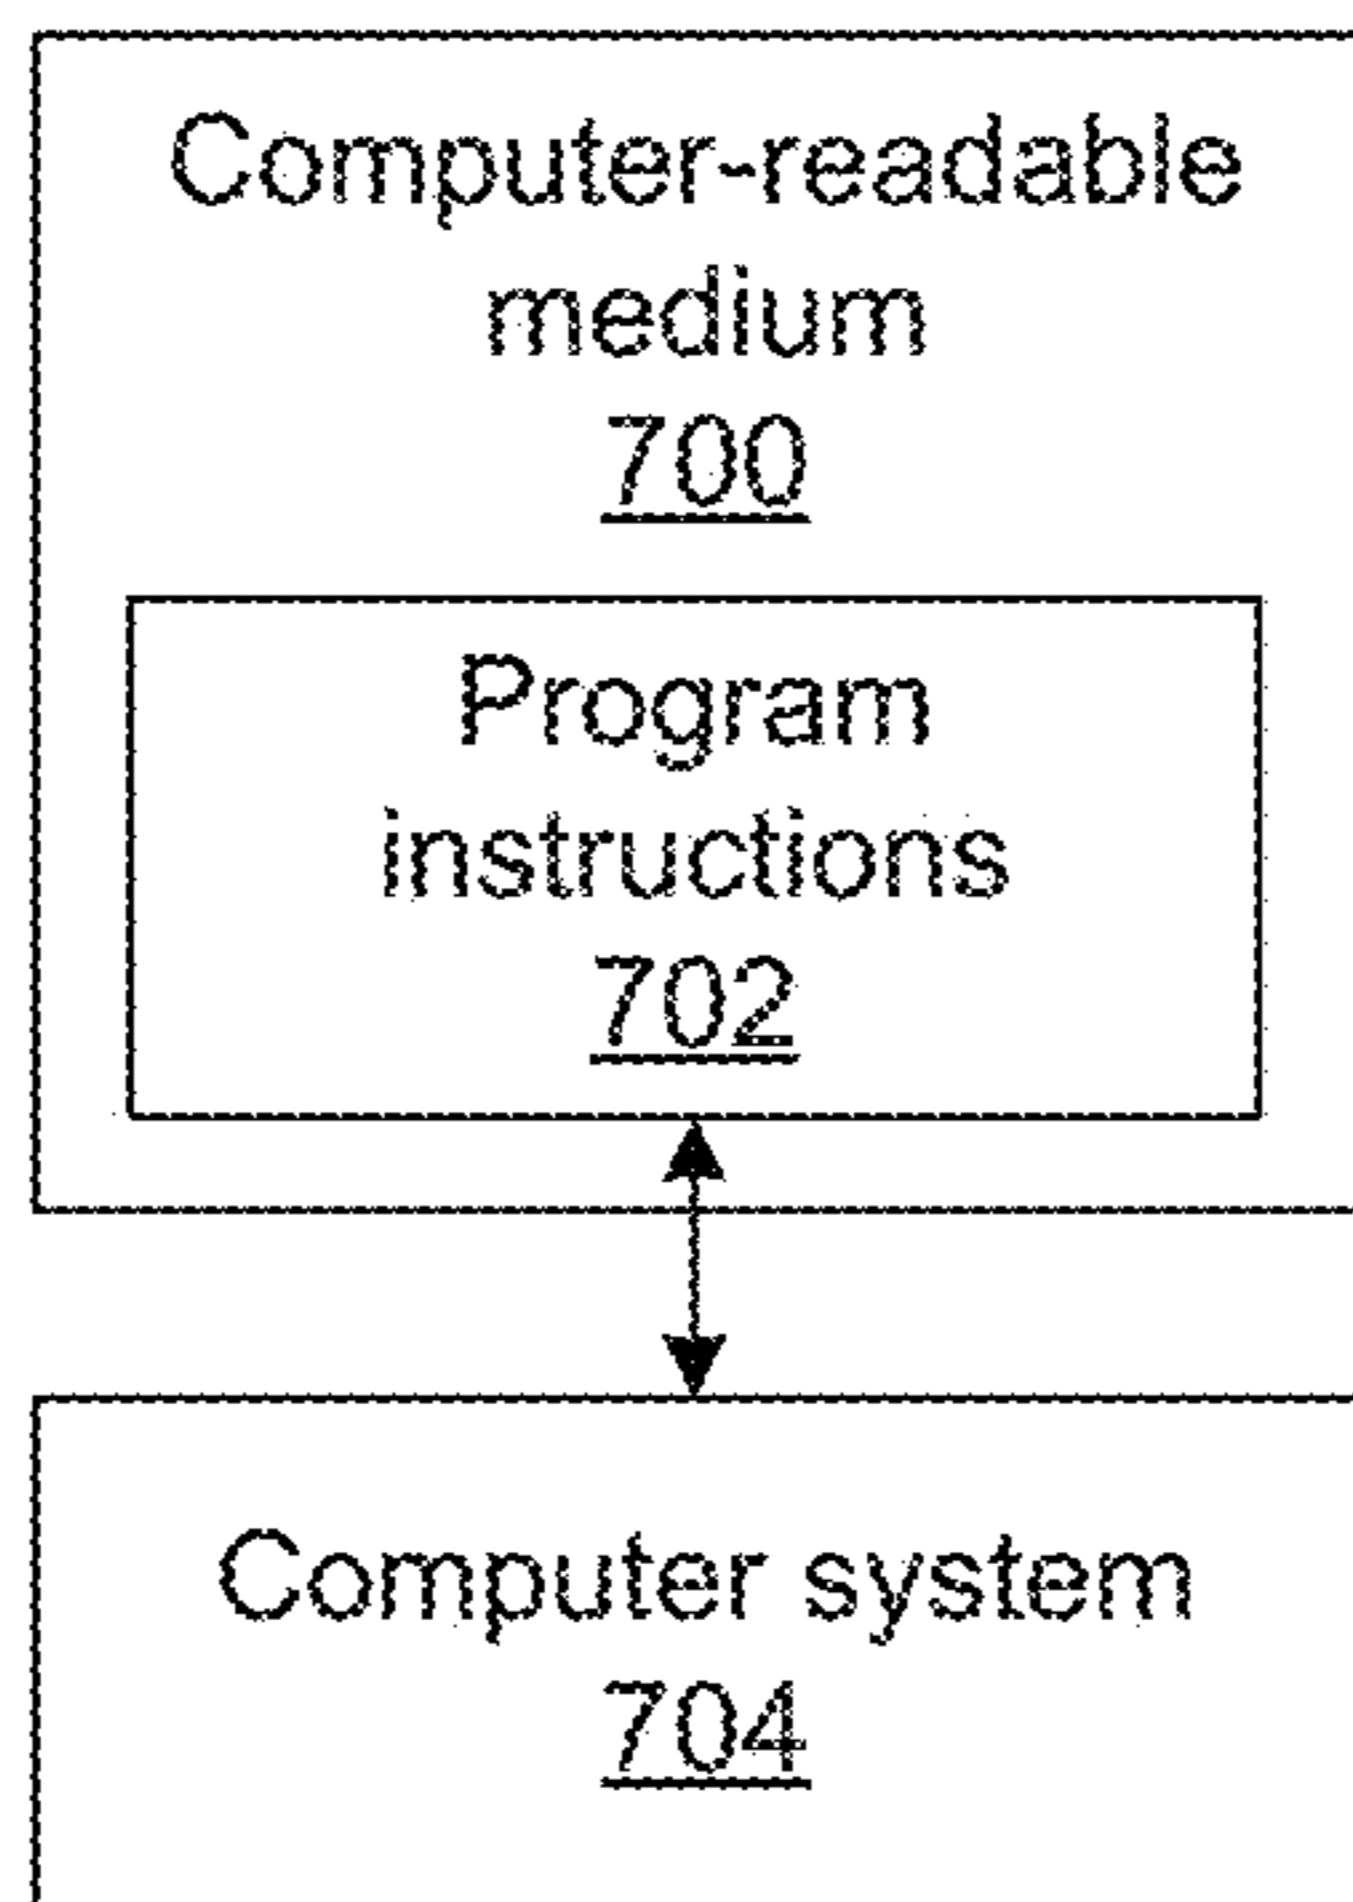 Computer-readable
medium
700
Program
instructions
702
Computer system
704